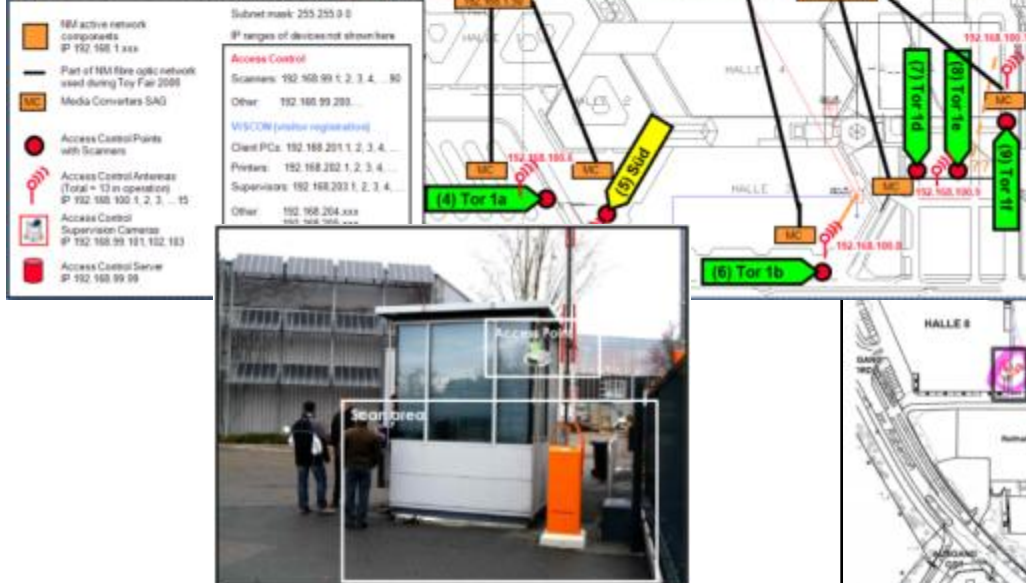 NM active network
components
IP 192.168.1.xxx
Part of NM fibre optic network
used during Toy Fair 2008
MC
Media Converters SAG
Access Control Points
with Scanners
Access Control Antennas
(Total = 13 in operation)
IP 192.168.100.1, 2, 3, ... 15
Access Control
Supervision Cameras
IP 192.168.99.101,102,103
Access Control Server
IP 192.168.99.99
Subnet mask: 255.255.0.0
IP ranges of devices not shown here
Access Control
Scanners: 192.168.99.1, 2, 3, 4, ... 90
Other: 192.168.99.200...
VISCON (visitor registration)
Client PCs: 192.168.201.1, 2, 3, 4, ...
Printers: 192.168.202.1, 2, 3, 4, ...
Supervisors: 192.168.203.1, 2, 3, 4, ...
Other: 192.168.204.xxx
HALLE 4
(7) Tor 1d
(8) Tor 1e
MC
(9) Tor 1f
192.168.100.6
MC
MC
(5) Süd
(4) Tor 1a
HALLE
MC
192.168.100.9
MC
192.168.100.8
(6) Tor 1b
Access Point
Scan area
HALLE 8